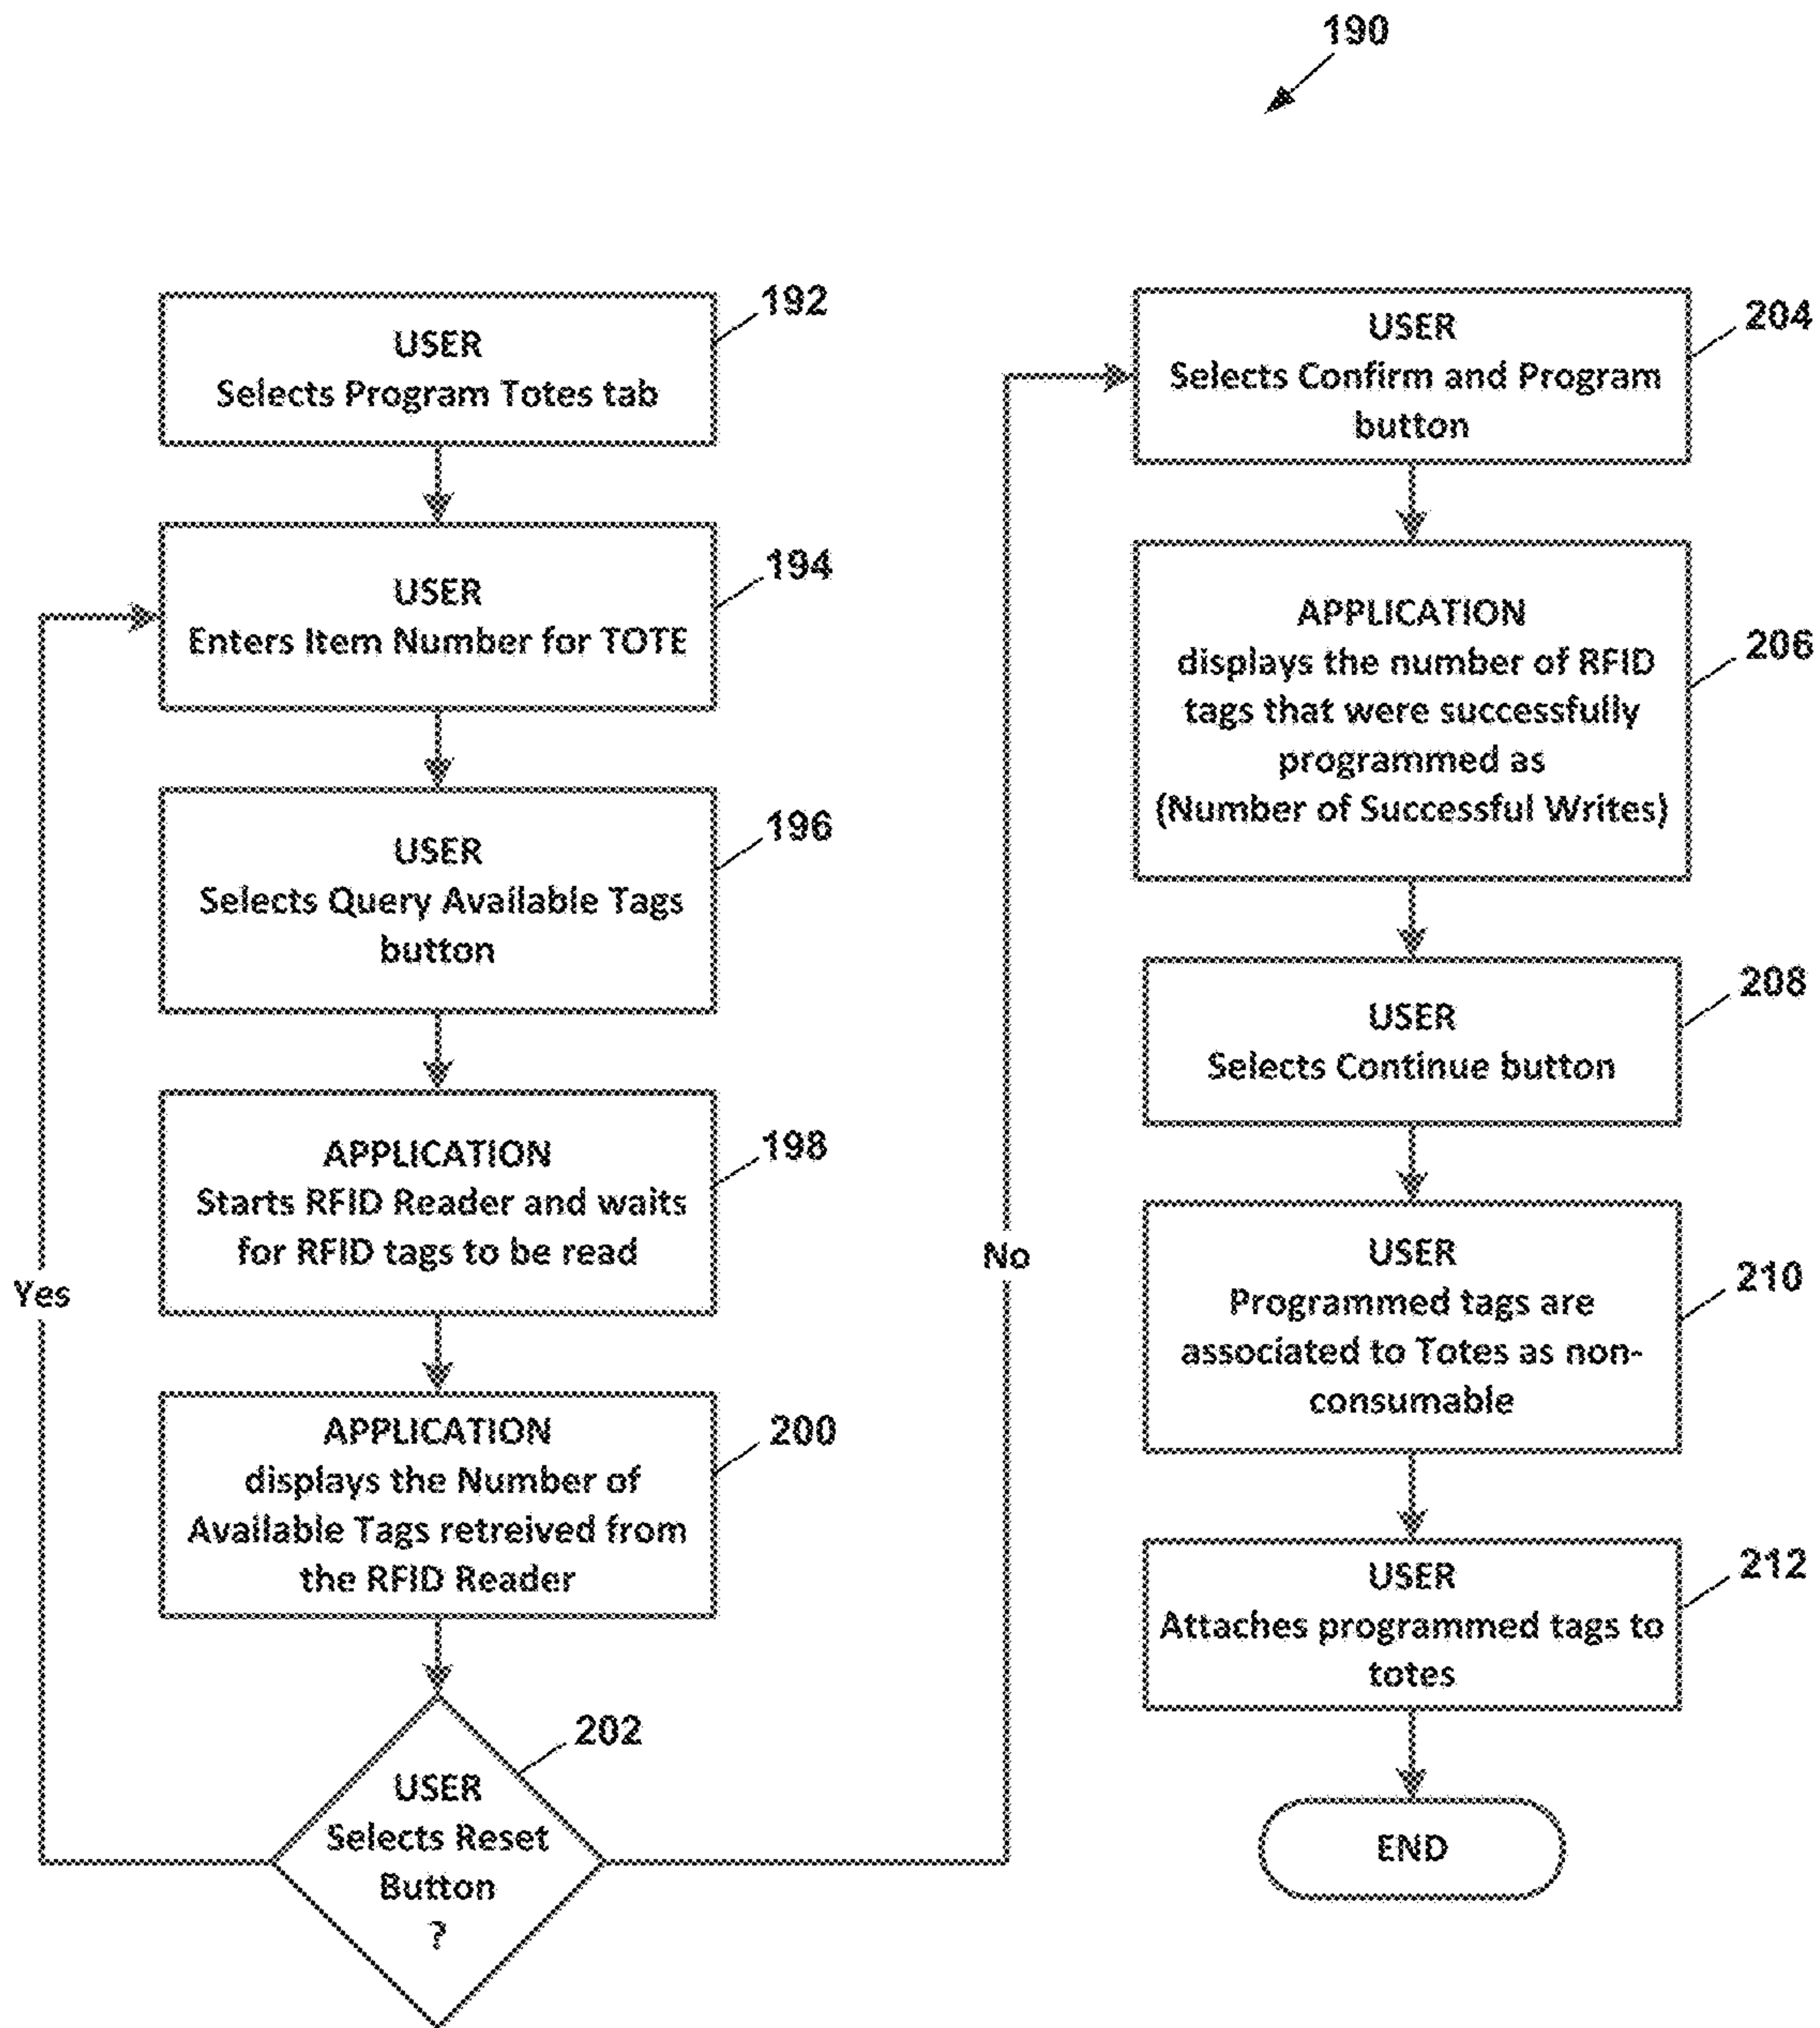 190
192
USER
Selects Program Totes tab
194
USER
Enters Item Number for TOTE
196
USER
Selects Query Available Tags
button
198
APPLICATION
Starts RFID Reader and waits
for RFID tags to be read
Yes
200
APPLICATION
displays the Number of
Available Tags retreived from
the RFID Reader
202
USER
Selects Reset
Button
?
No
204
USER
Selects Confirm and Program
button
206
APPLICATION
displays the number of RFID
tags that were successfully
programmed as
(Number of Successful Writes)
208
USER
Selects Continue button
210
USER
Programmed tags are
associated to Totes as non-
consumable
212
USER
Attaches programmed tags to
totes
END